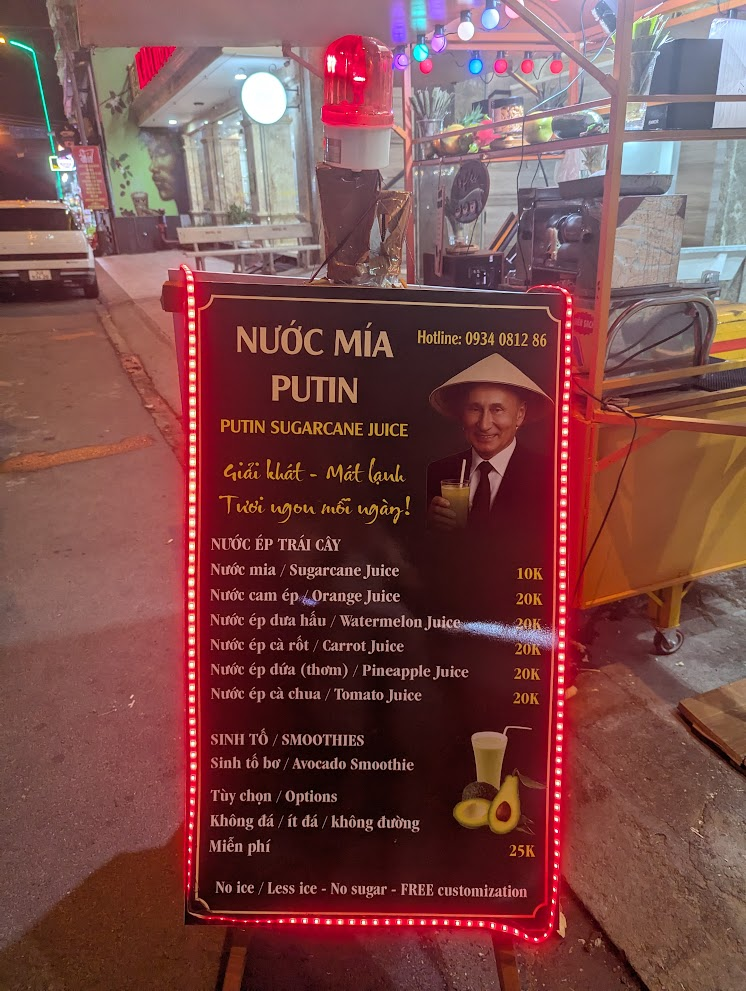 NƯỚC MÍA
PUTIN
Hotline: 0934 0812 86
PUTIN SUGARCANE JUICE
Giải khát - Mát lạnh
Tươi ngon mỗi ngày!
NƯỚC ÉP TRÁI CÂY
Nước mia / Sugarcane Juice 10K
Nước cam ép / Orange Juice 20K
Nước ép dưa hấu / Watermelon Juice 20K
Nước ép cà rốt / Carrot Juice 20K
Nước ép dứa (thơm) / Pineapple Juice 20K
Nước ép cà chua / Tomato Juice 20K
SINH TỐ / SMOOTHIES
Sinh tố bơ / Avocado Smoothie
Tùy chọn / Options
Không đá / ít đá / không đường
Miễn phí 25K
No ice / Less ice - No sugar - FREE customization